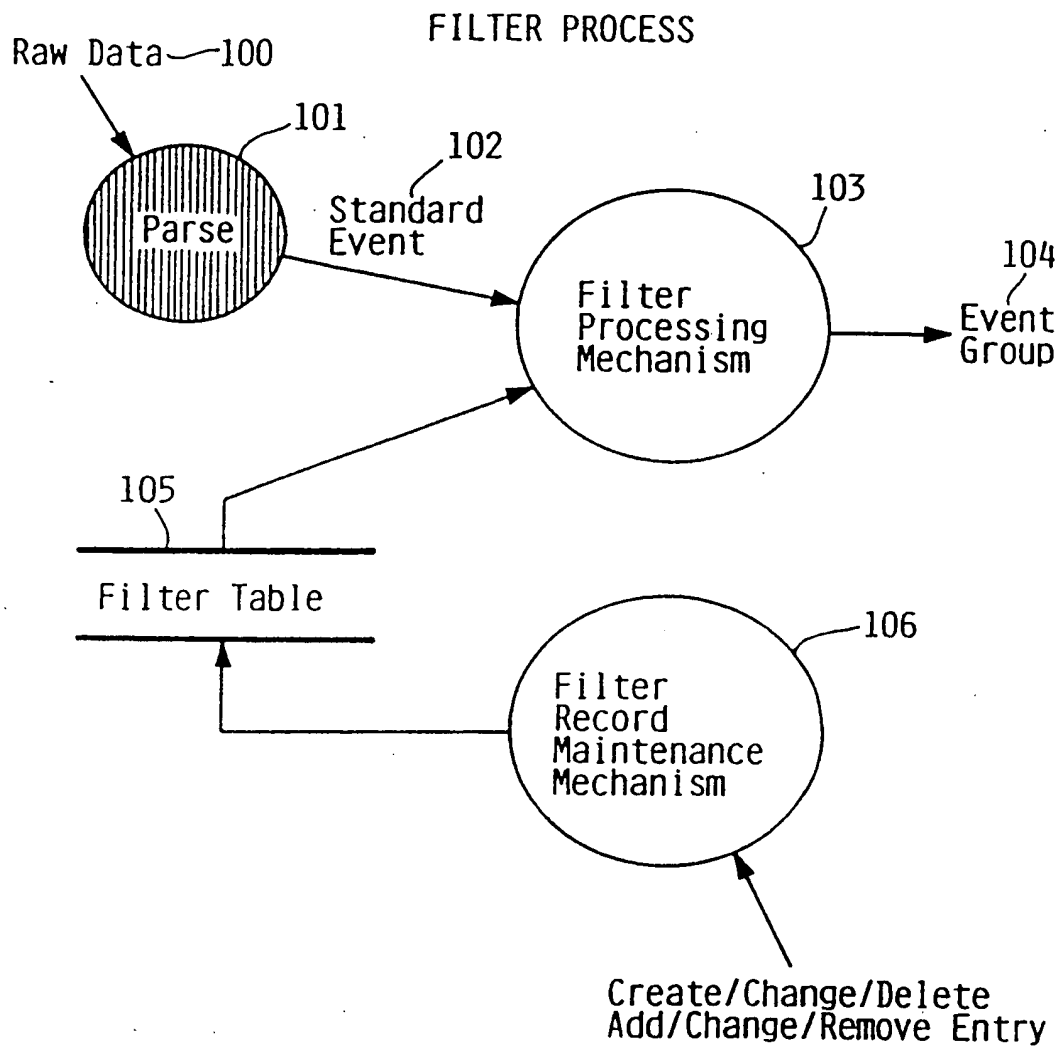 FILTER PROCESS
Raw Data 100
101
102
Parse
Standard
Event
103
104
Filter
Processing
Mechanism
Event
Group
105
Filter Table
106
Filter
Record
Maintenance
Mechanism
Create/Change/Delete
Add/Change/Remove Entry